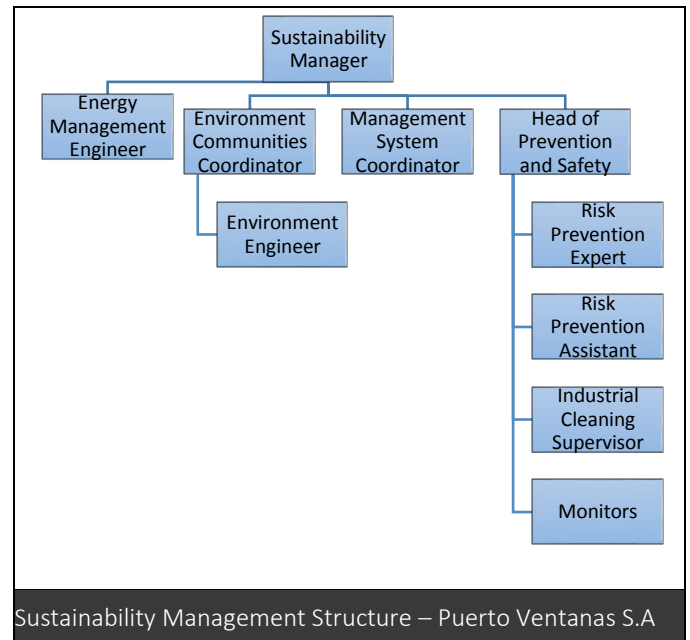 Sustainability
Manager
Energy
Management
Engineer
Environment
Communities
Coordinator
Management
System
Coordinator
Head of
Prevention
and Safety
Environment
Engineer
Risk
Prevention
Expert
Risk
Prevention
Assistant
Industrial
Cleaning
Supervisor
Monitors
Sustainability Management Structure – Puerto Ventanas S.A